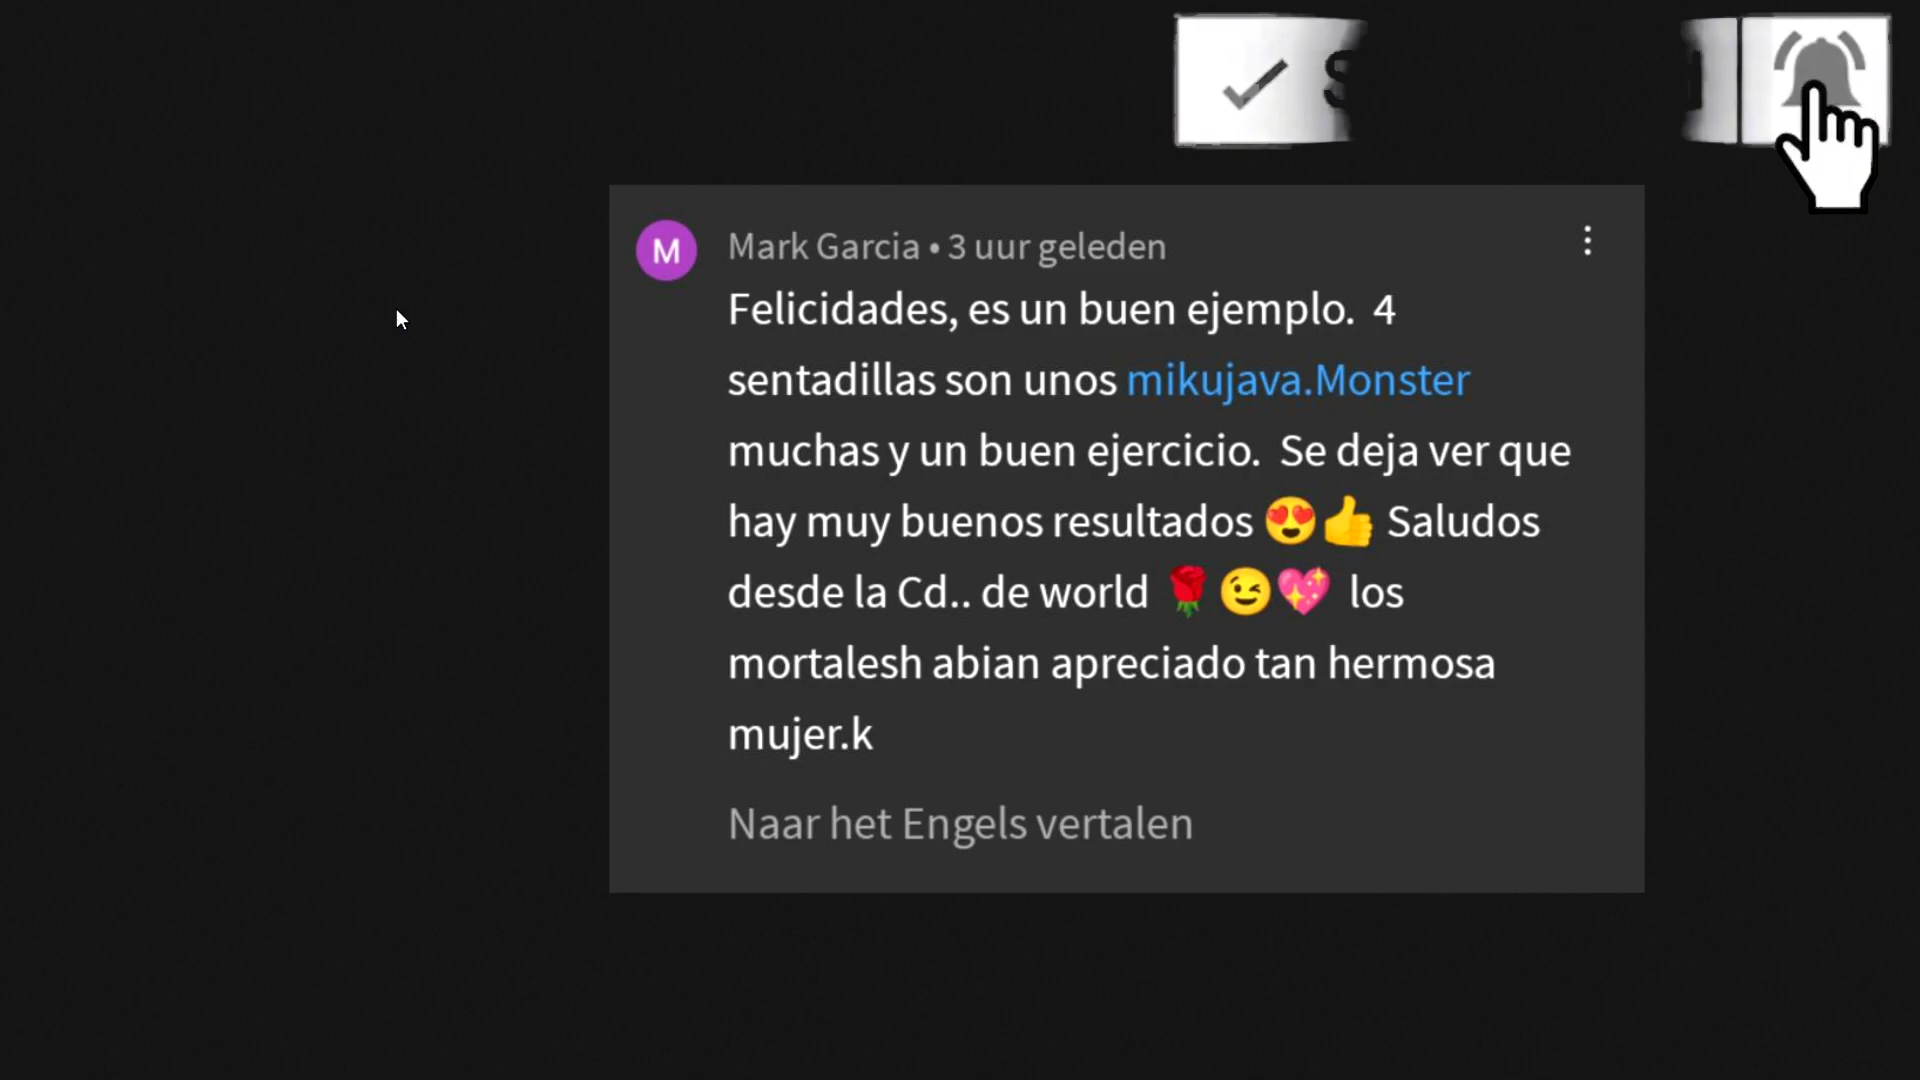 M
Mark Garcia • 3 uur geleden
Felicidades, es un buen ejemplo.  4
sentadillas son unos mikujava.Monster
muchas y un buen ejercicio.  Se deja ver que
hay muy buenos resultados 😍👍 Saludos
desde la Cd.. de world 🌹😉💖 los
mortalesh abian apreciado tan hermosa
mujer.k
Naar het Engels vertalen